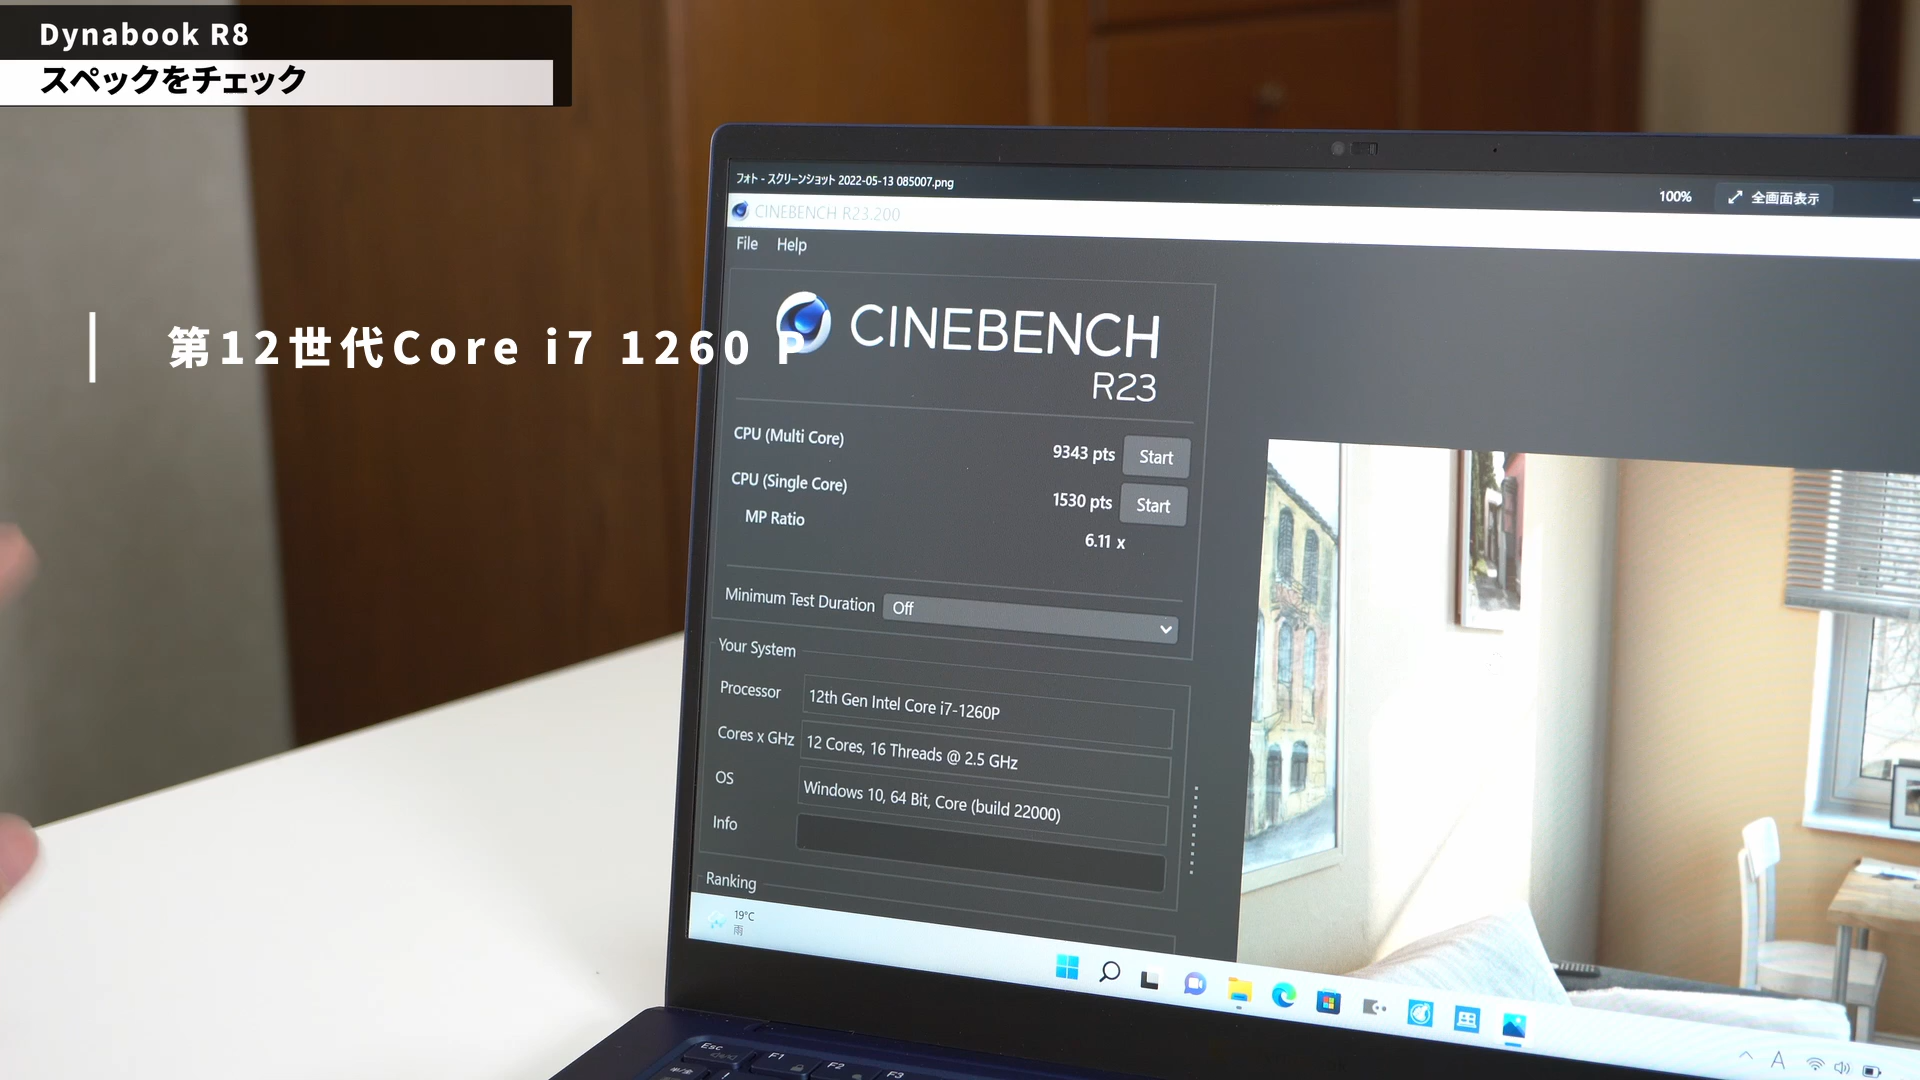 Dynabook R8
スペックをチェック
第12世代Core i7 1260 P
フォト - スクリーンショット 2022-05-13 085007.png
100%
全画面表示
CINEBENCH R23.200
File Help
CINEBENCH
R23
CPU (Multi Core) 9343 pts Start
CPU (Single Core) 1530 pts Start
MP Ratio 6.11 x
Minimum Test Duration Off
Your System
Processor 12th Gen Intel Core i7-1260P
Cores x GHz 12 Cores, 16 Threads @ 2.5 GHz
OS Windows 10, 64 Bit, Core (build 22000)
Info
Ranking
19°C
雨
A
Esc F1 F2 F3
半/全 !